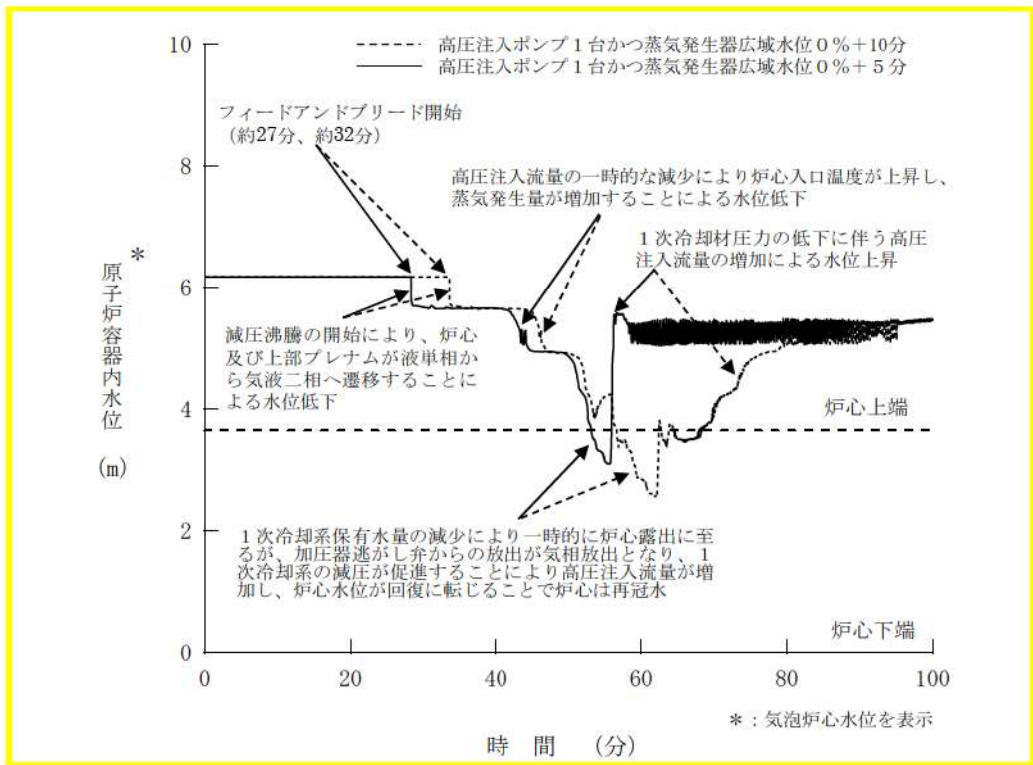 10
高圧注入ポンプ１台かつ蒸気発生器広域水位０％＋10分
高圧注入ポンプ１台かつ蒸気発生器広域水位０％＋５分
フィードアンドブリード開始
（約27分、約32分）
8
高圧注入流量の一時的な減少により炉心入口温度が上昇し、
蒸気発生量が増加することによる水位低下
１次冷却材圧力の低下に伴う高圧
注入流量の増加による水位上昇
＊
原子炉容器内水位
(m)
6
減圧沸騰の開始により、炉心
及び上部プレナムが液単相か
ら気液二相へ遷移することに
よる水位低下
4
炉心上端
１次冷却系保有水量の減少により一時的に炉心露出に至
るが、加圧器逃がし弁からの放出が気相放出となり、１
次冷却系の減圧が促進することにより高圧注入流量が増
加し、炉心水位が回復に転じることで炉心は再冠水
2
炉心下端
0
0 20 40 60 80 100
＊：気泡炉心水位を表示
時 間 (分)